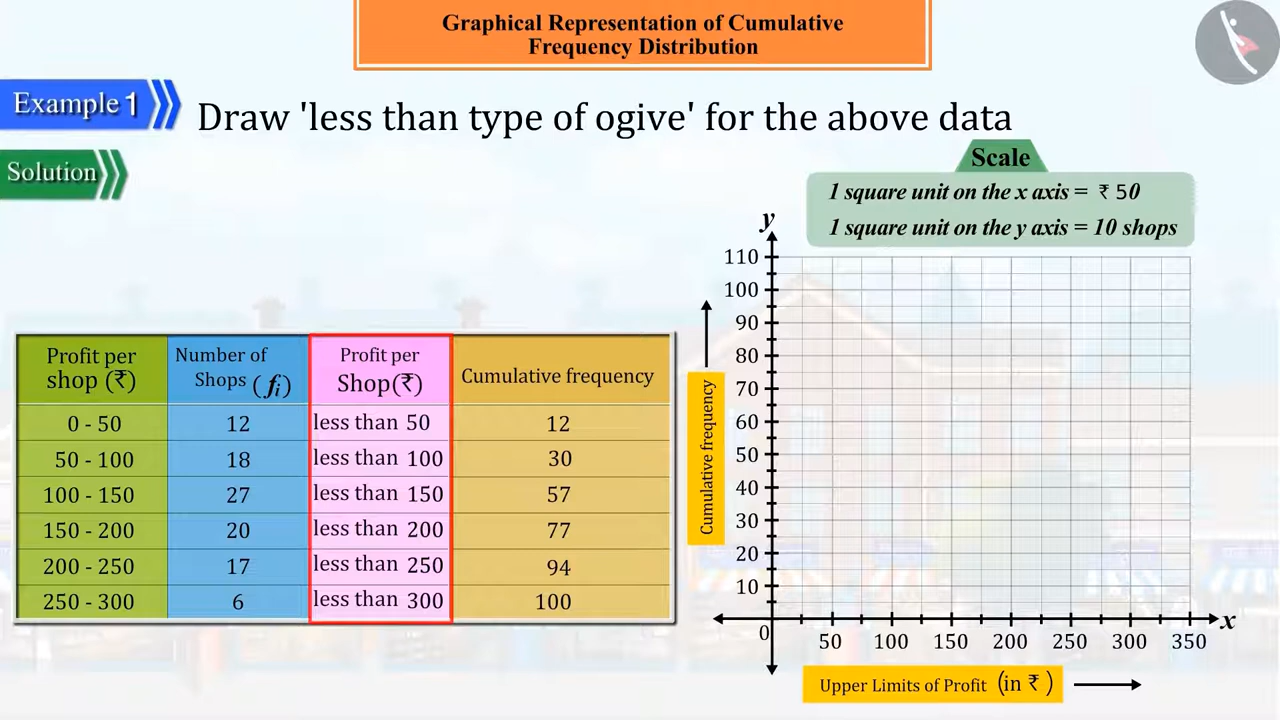 Graphical Representation of Cumulative
Frequency Distribution
Example 1
Draw 'less than type of ogive' for the above data
Solution
Scale
1 square unit on the x axis = ₹ 50
1 square unit on the y axis = 10 shops
Profit per shop (₹) Number of Shops (fi) Profit per Shop(₹) Cumulative frequency
0 - 50 12 less than 50 12
50 - 100 18 less than 100 30
100 - 150 27 less than 150 57
150 - 200 20 less than 200 77
200 - 250 17 less than 250 94
250 - 300 6 less than 300 100
y
110
100
90
80
70
60
50
40
30
20
10
Cumulative frequency
0 50 100 150 200 250 300 350 x
Upper Limits of Profit (in ₹ )